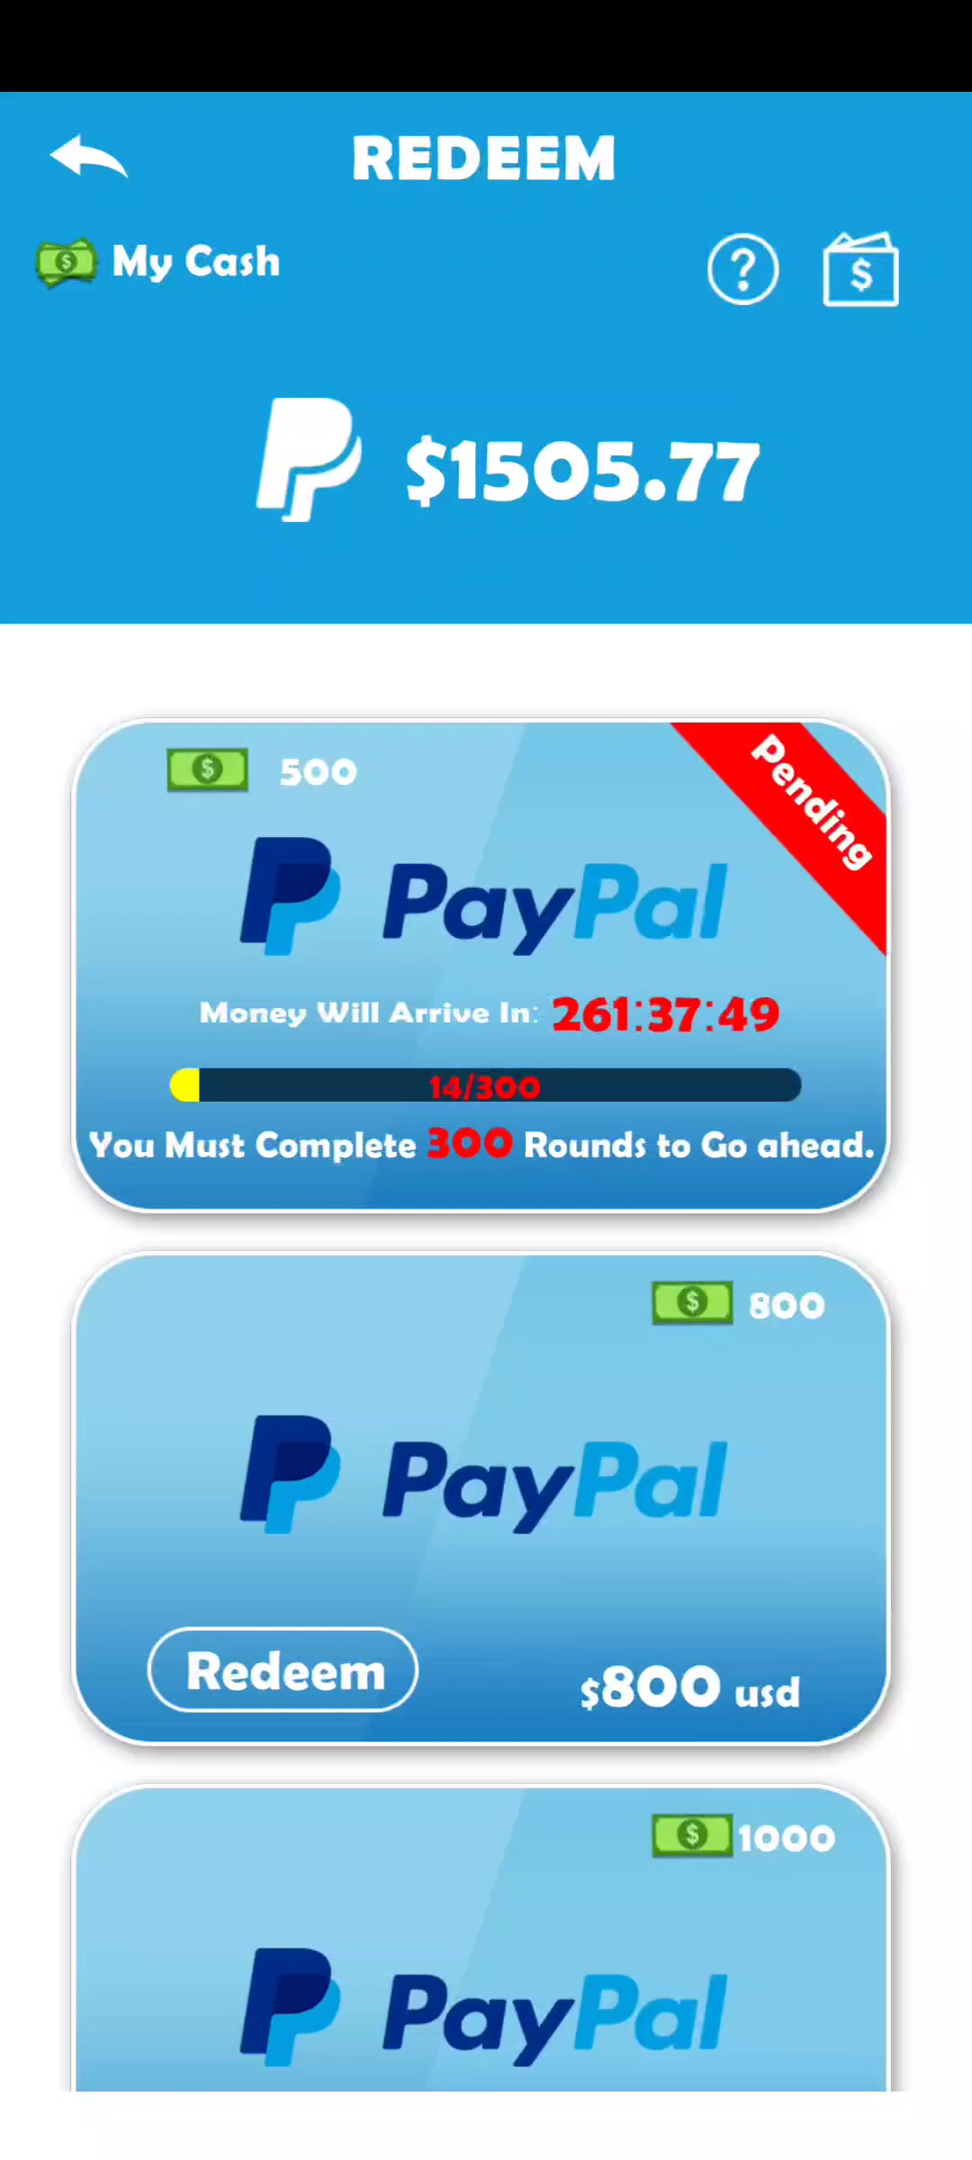 REDEEM
My Cash
?
$
$1505.77
500
Pending
PayPal
Money Will Arrive In: 261:37:49
14/300
You Must Complete 300 Rounds to Go ahead.
800
PayPal
Redeem
$800 usd
1000
PayPal